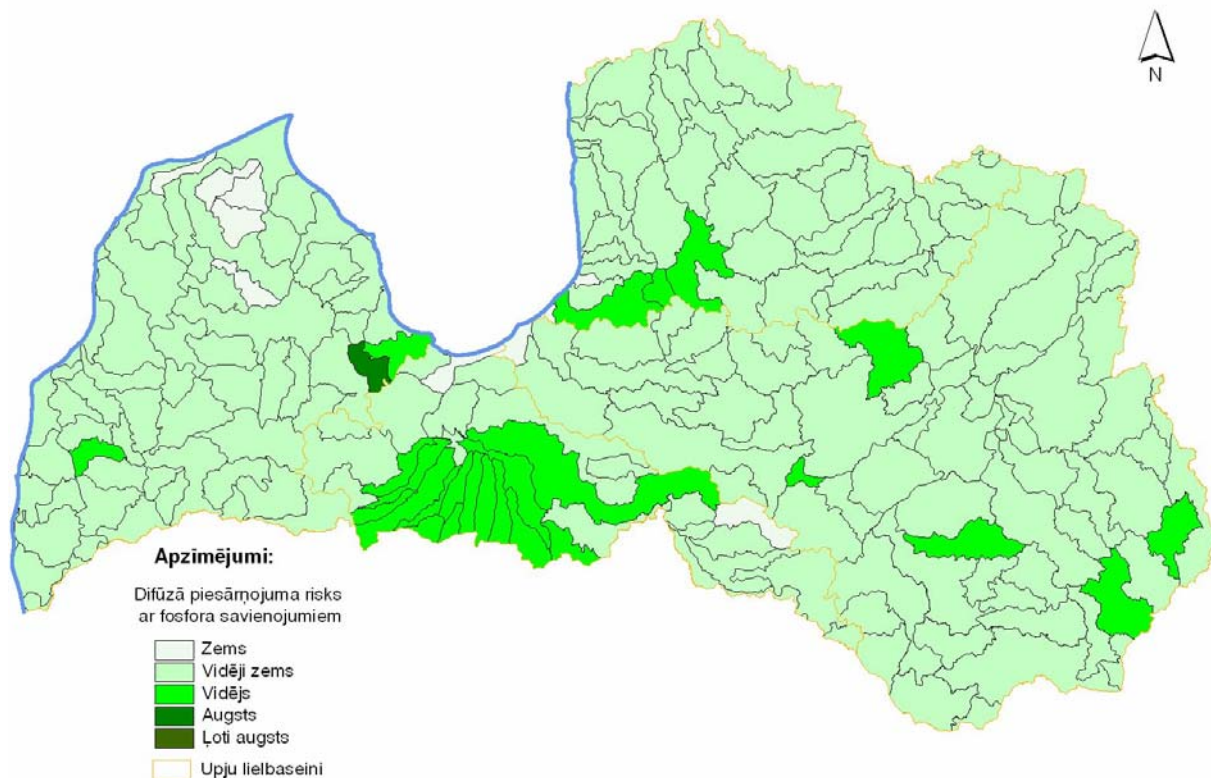 N
Apzīmējumi:
Difūzā piesārņojuma risks
ar fosfora savienojumiem
Zems
Vidēji zems
Vidējs
Augsts
Ļoti augsts
Upju lielbaseini